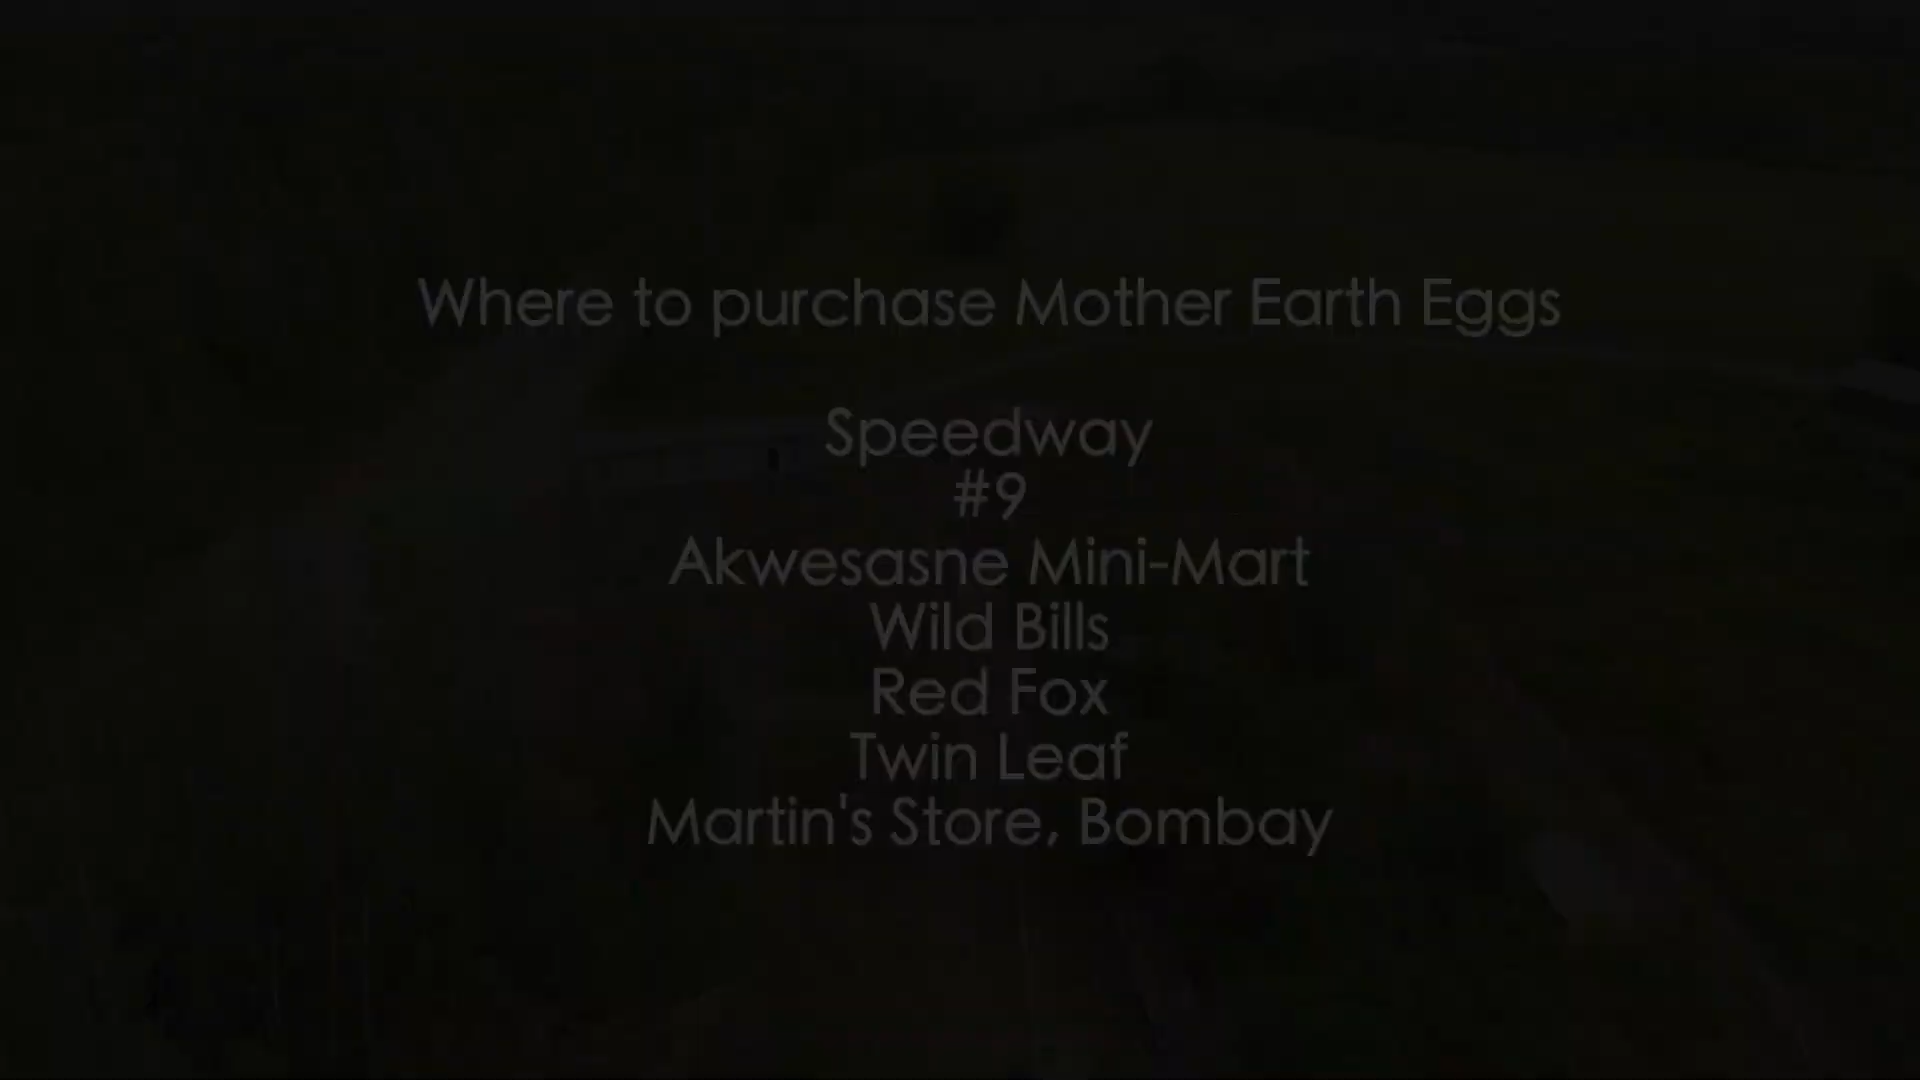 Where to purchase Mother Earth Eggs
Speedway
#9
Akwesasne Mini-Mart
Wild Bills
Red Fox
Twin Leaf
Martin's Store, Bombay